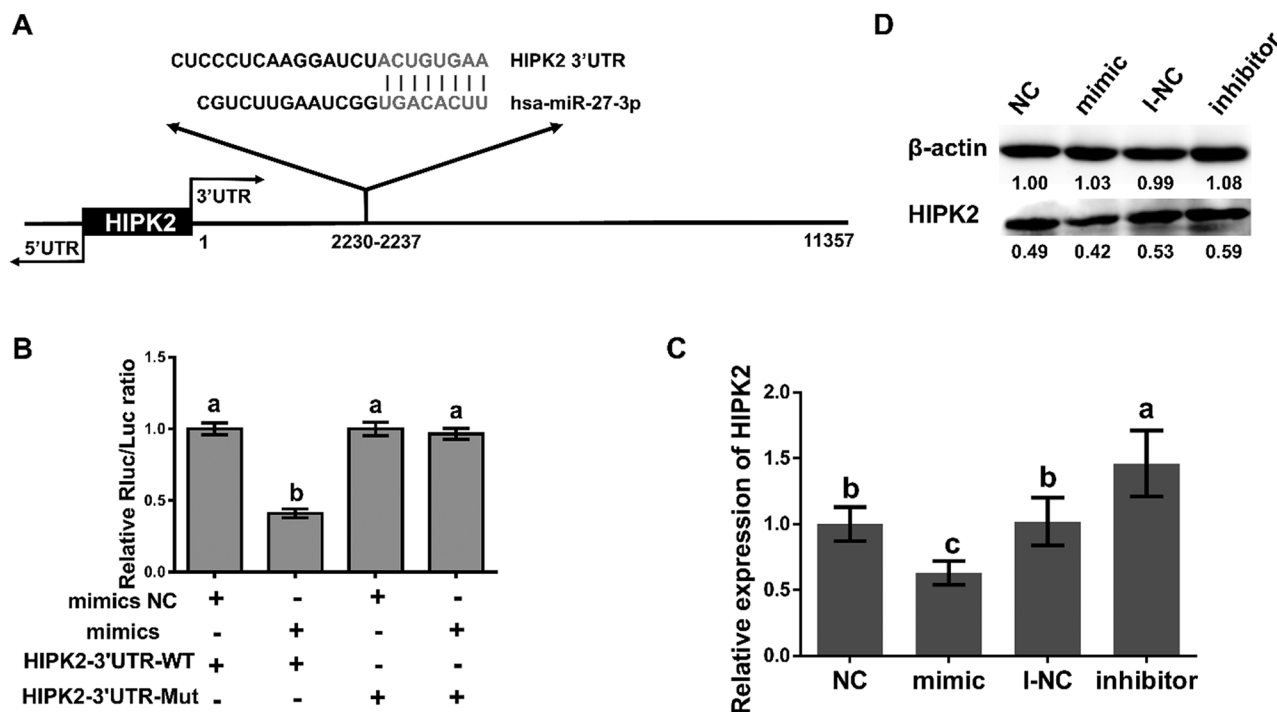 A
CUCCCUCAAGGAUCUACUGUGAA HIPK2 3'UTR
CGUCUUGAAUCGGUGACACUU hsa-miR-27-3p
3'UTR
HIPK2
5'UTR
1 2230-2237 11357
D
NC mimic I-NC inhibitor
β-actin
1.00 1.03 0.99 1.08
HIPK2
0.49 0.42 0.53 0.59
B
Relative Rluc/Luc ratio
1.5
1.0
0.5
0.0
a b a a
mimics NC + - + -
mimics - + - +
HIPK2-3'UTR-WT + + - -
HIPK2-3'UTR-Mut - - + +
C
Relative expression of HIPK2
2.0
1.5
1.0
0.5
0.0
b c b a
NC mimic I-NC inhibitor